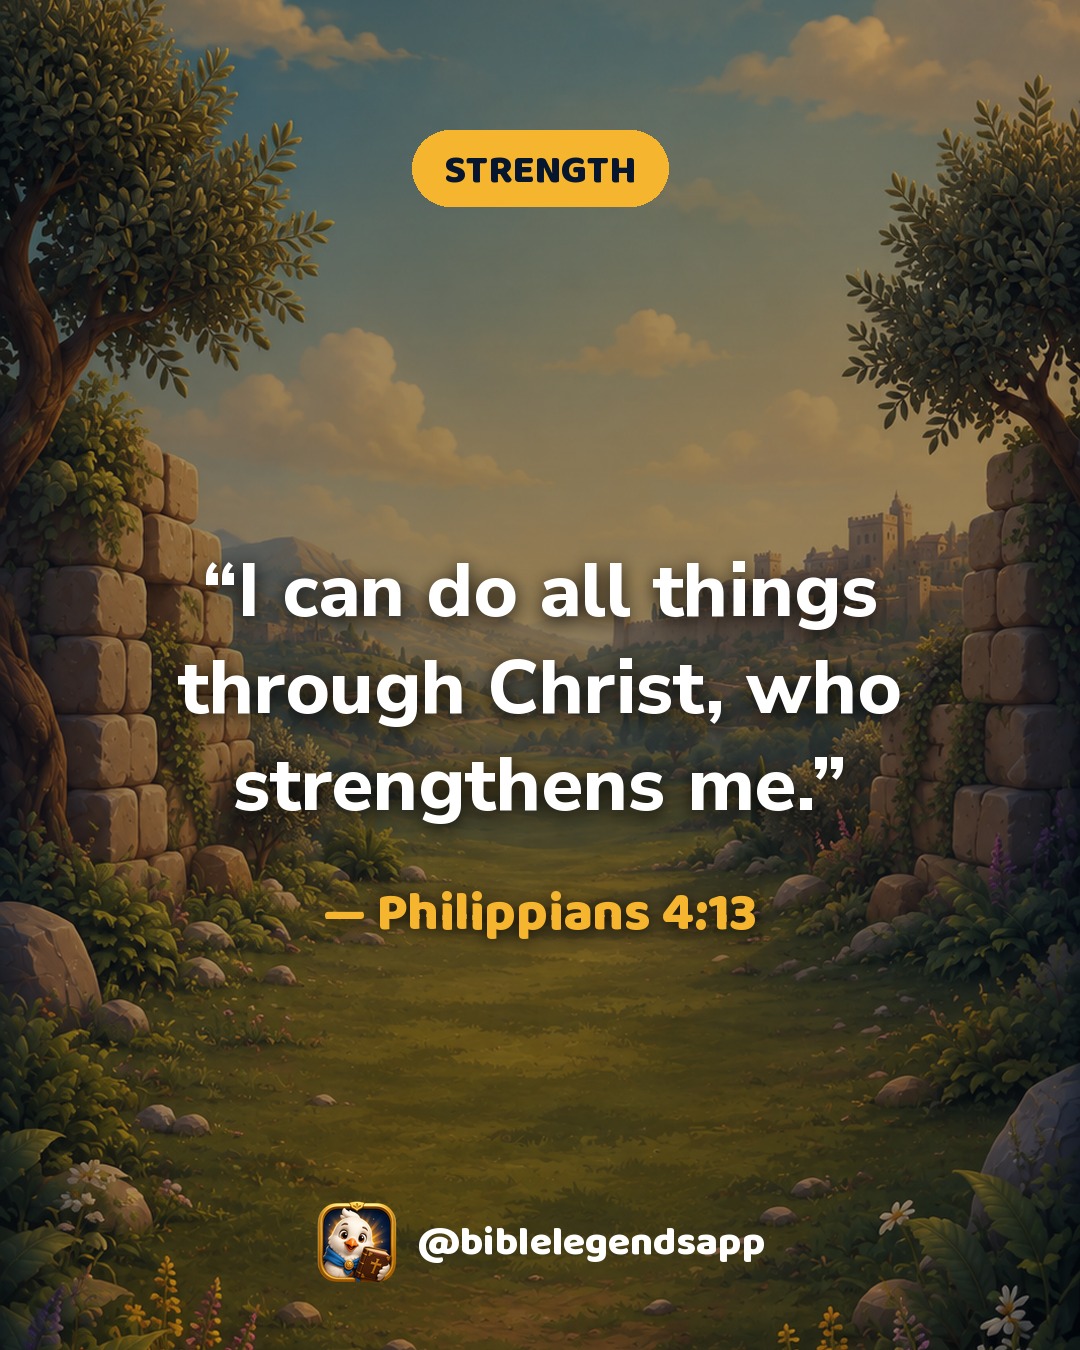 STRENGTH
“I can do all things
through Christ, who
strengthens me.”
— Philippians 4:13
@biblelegendsapp